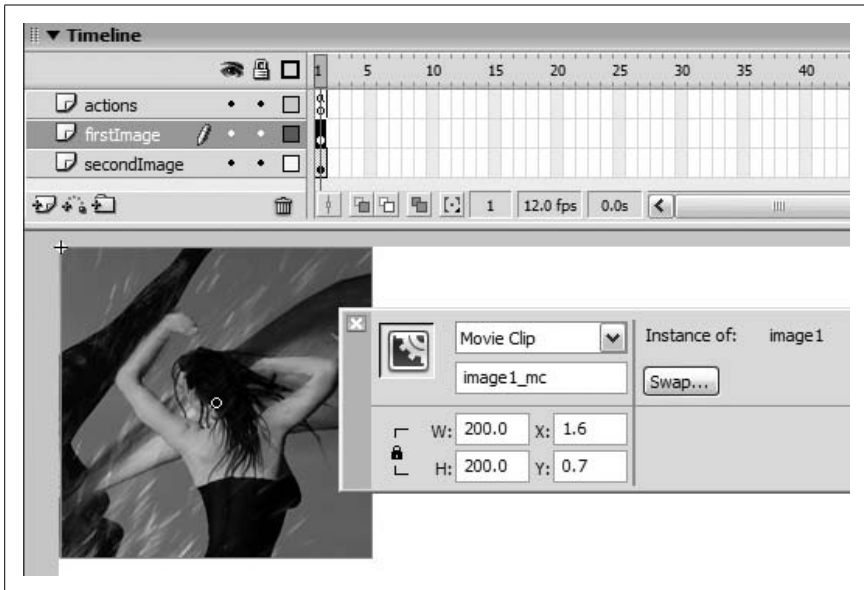 Timeline
1 5 10 15 20 25 30 35 40
actions
firstImage
secondImage
1 12.0 fps 0.0s
Movie Clip Instance of: image1
image1_mc Swap...
W: 200.0 X: 1.6
H: 200.0 Y: 0.7